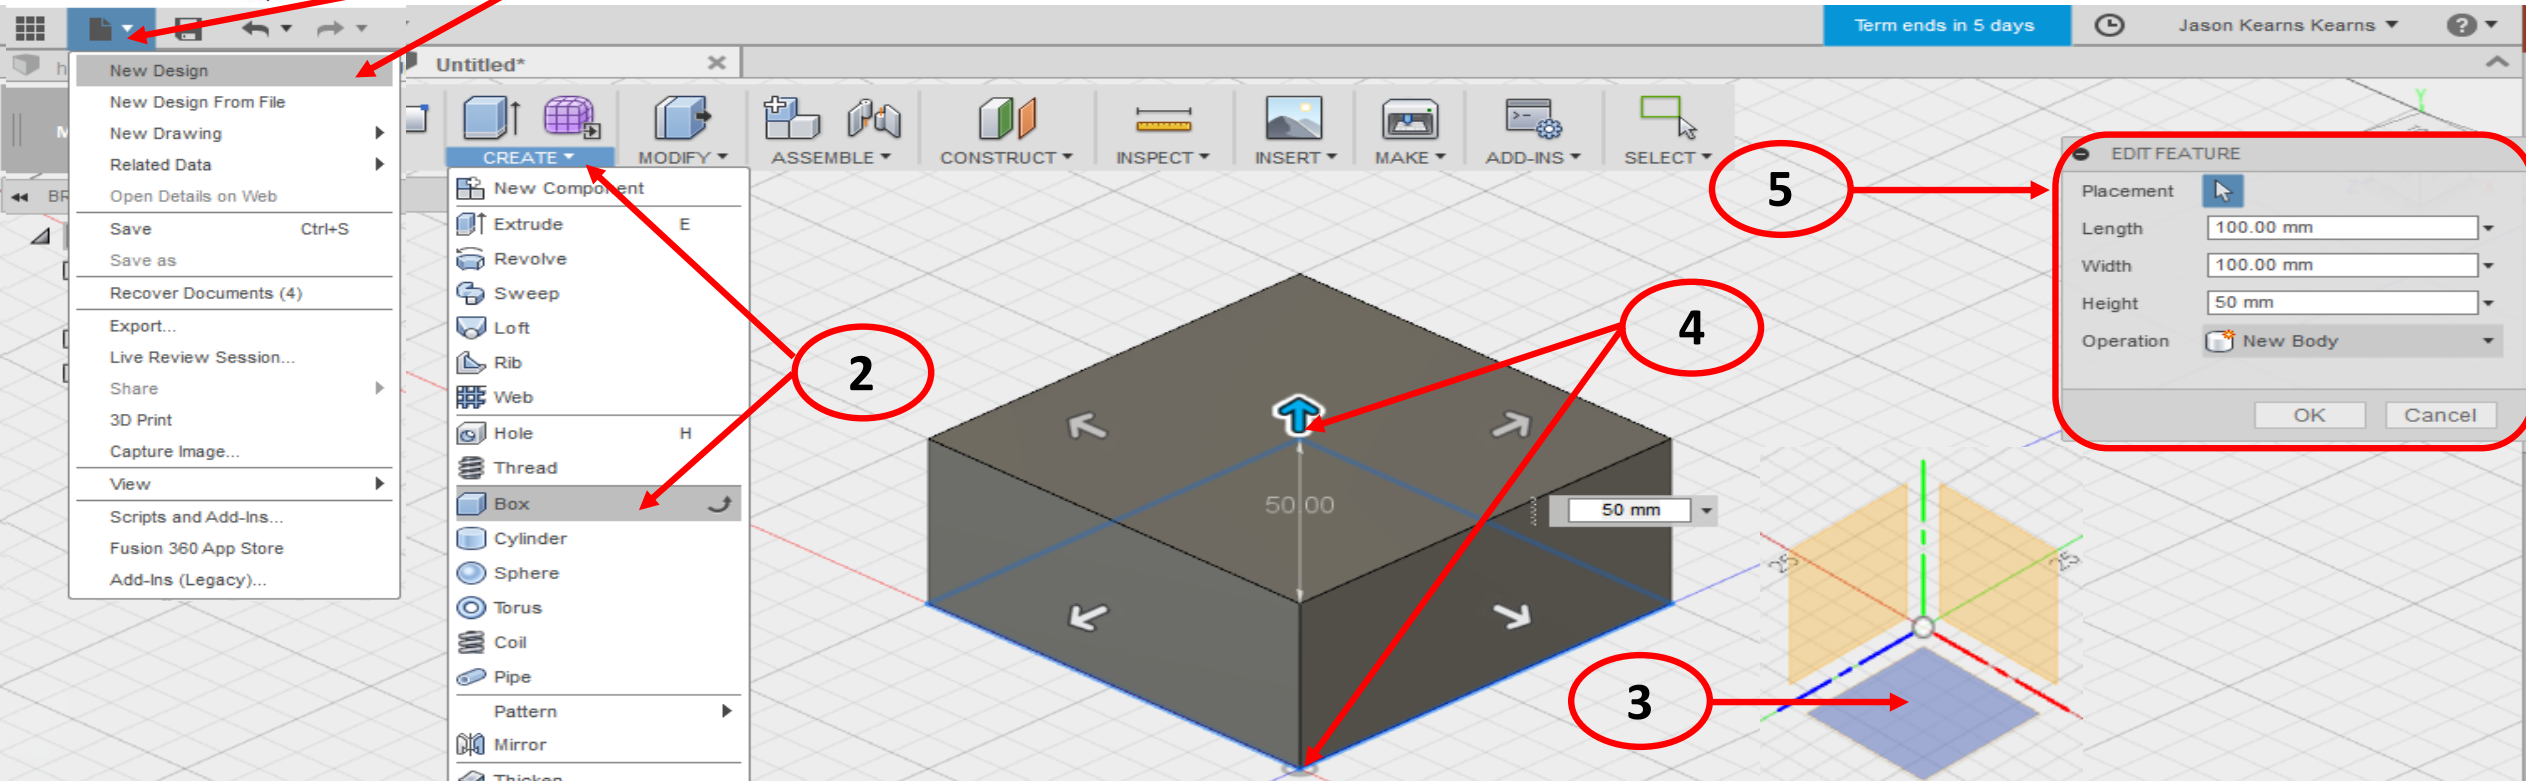 Term ends in 5 days
Jason Kearns Kearns
?
h
Untitled*
New Design
New Design From File
New Drawing
Related Data
Open Details on Web
Save Ctrl+S
Save as
Recover Documents (4)
Export...
Live Review Session...
Share
3D Print
Capture Image...
View
Scripts and Add-Ins...
Fusion 360 App Store
Add-Ins (Legacy)...
M
BR
CREATE
MODIFY
ASSEMBLE
CONSTRUCT
INSPECT
INSERT
MAKE
ADD-INS
SELECT
New Component
Extrude E
Revolve
Sweep
Loft
Rib
Web
Hole H
Thread
Box
Cylinder
Sphere
Torus
Coil
Pipe
Pattern
Mirror
Thicken
2
50.00
50 mm
4
5
Y
EDIT FEATURE
Placement
Length 100.00 mm
Width 100.00 mm
Height 50 mm
Operation New Body
OK Cancel
25
25
3